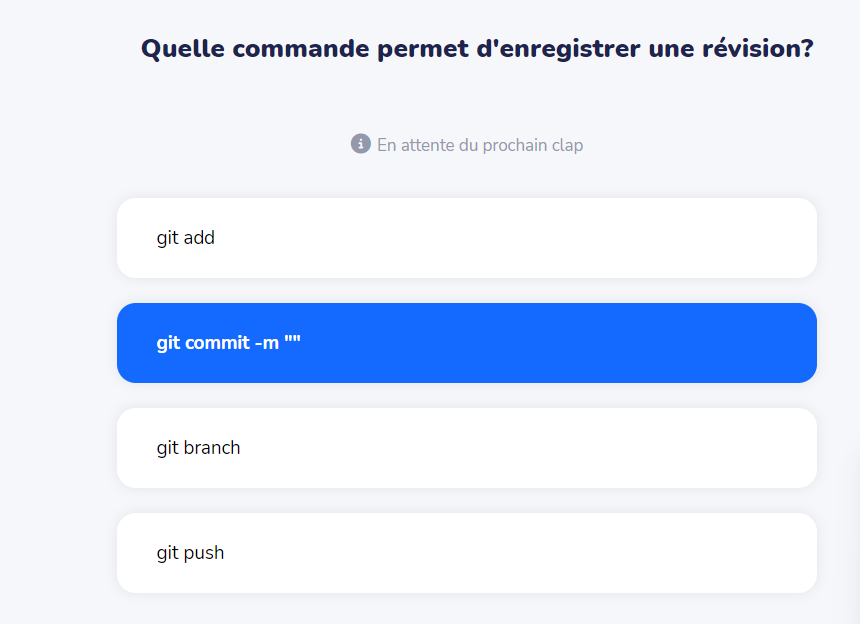 Quelle commande permet d'enregistrer une révision?
En attente du prochain clap
git add
git commit -m ""
git branch
git push